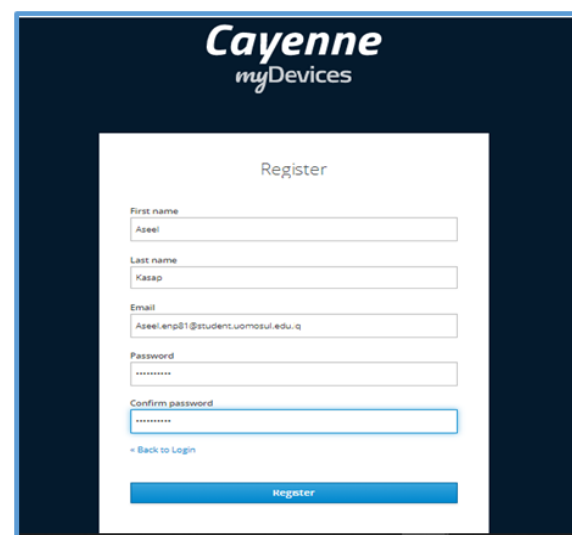 Cayenne
myDevices
Register
First name
Aseel
Last name
Kasap
Email
Aseel.enp81@student.uomosul.edu.q
Password
••••••••••
Confirm password
••••••••••
« Back to Login
Register